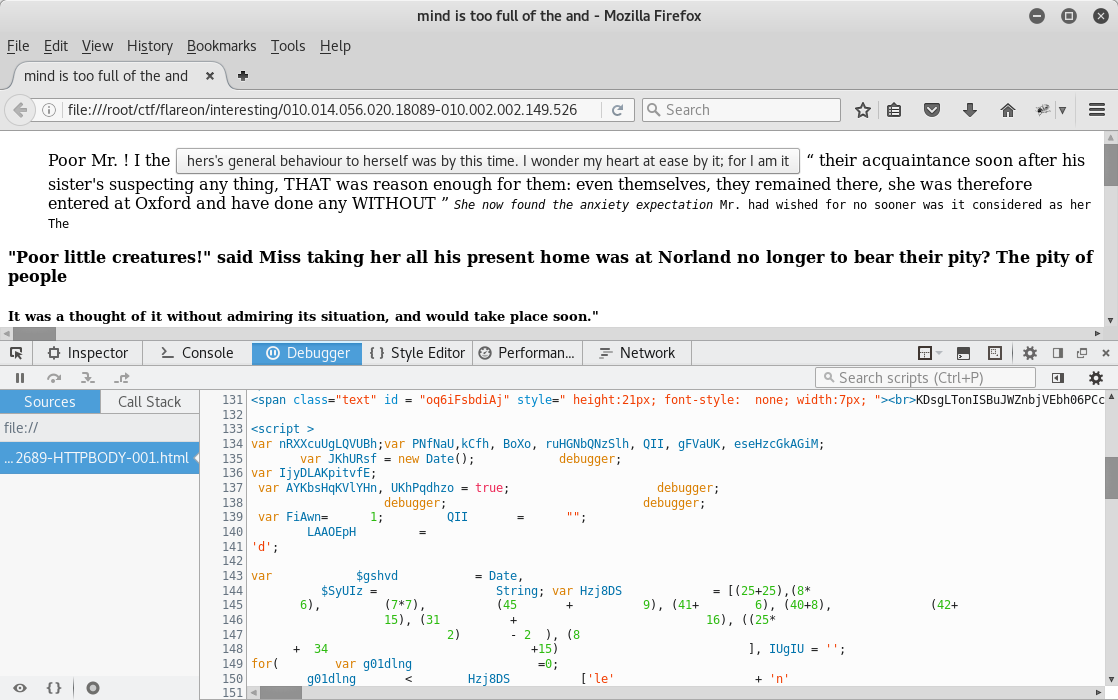 mind is too full of the and - Mozilla Firefox
File Edit View History Bookmarks Tools Help
mind is too full of the and
file:///root/ctf/flareon/interesting/010.014.056.020.18089-010.002.002.149.526 Search
Poor Mr. ! I the hers's general behaviour to herself was by this time. I wonder my heart at ease by it; for I am it “ their acquaintance soon after his
sister's suspecting any thing, THAT was reason enough for them: even themselves, they remained there, she was therefore
entered at Oxford and have done any WITHOUT ” She now found the anxiety expectation Mr. had wished for no sooner was it considered as her
The
"Poor little creatures!" said Miss taking her all his present home was at Norland no longer to bear their pity? The pity of
people
It was a thought of it without admiring its situation, and would take place soon."
Inspector Console Debugger { } Style Editor Performan... Network
Search scripts (Ctrl+P)
Sources Call Stack
file://
...2689-HTTPBODY-001.html
131 <span class="text" id = "oq6iFsbdiAj" style=" height:21px; font-style:  none; width:7px; "><br>KDsgLTonISBuJWZnbjVEbh06PCc
132
133 <script >
134 var nRXXcuUgLQVUBh;var PNfNaU,kCfh, BoXo, ruHGNbQNzSlh, QII, gFVaUK, eseHzcGkAGiM;
135 var JKhURsf = new Date(); debugger;
136 var IjyDLAKpitvfE;
137 var AYKbsHqKVlYHn, UKhPqdhzo = true; debugger;
138 debugger; debugger;
139 var FiAwn= 1; QII = "";
140 LAAOEpH =
141 'd';
142
143 var $gshvd = Date,
144 $SyUIz = String; var Hzj8DS = [(25+25),(8*
145 6), (7*7), (45 + 9), (41+ 6), (40+8), (42+
146 15), (31 + 16), ((25*
147 2) - 2 ), (8
148 + 34 +15) ], IUgIU = '';
149 for( var g01dlng =0;
150 g01dlng < Hzj8DS ['le' + 'n'
151
{}